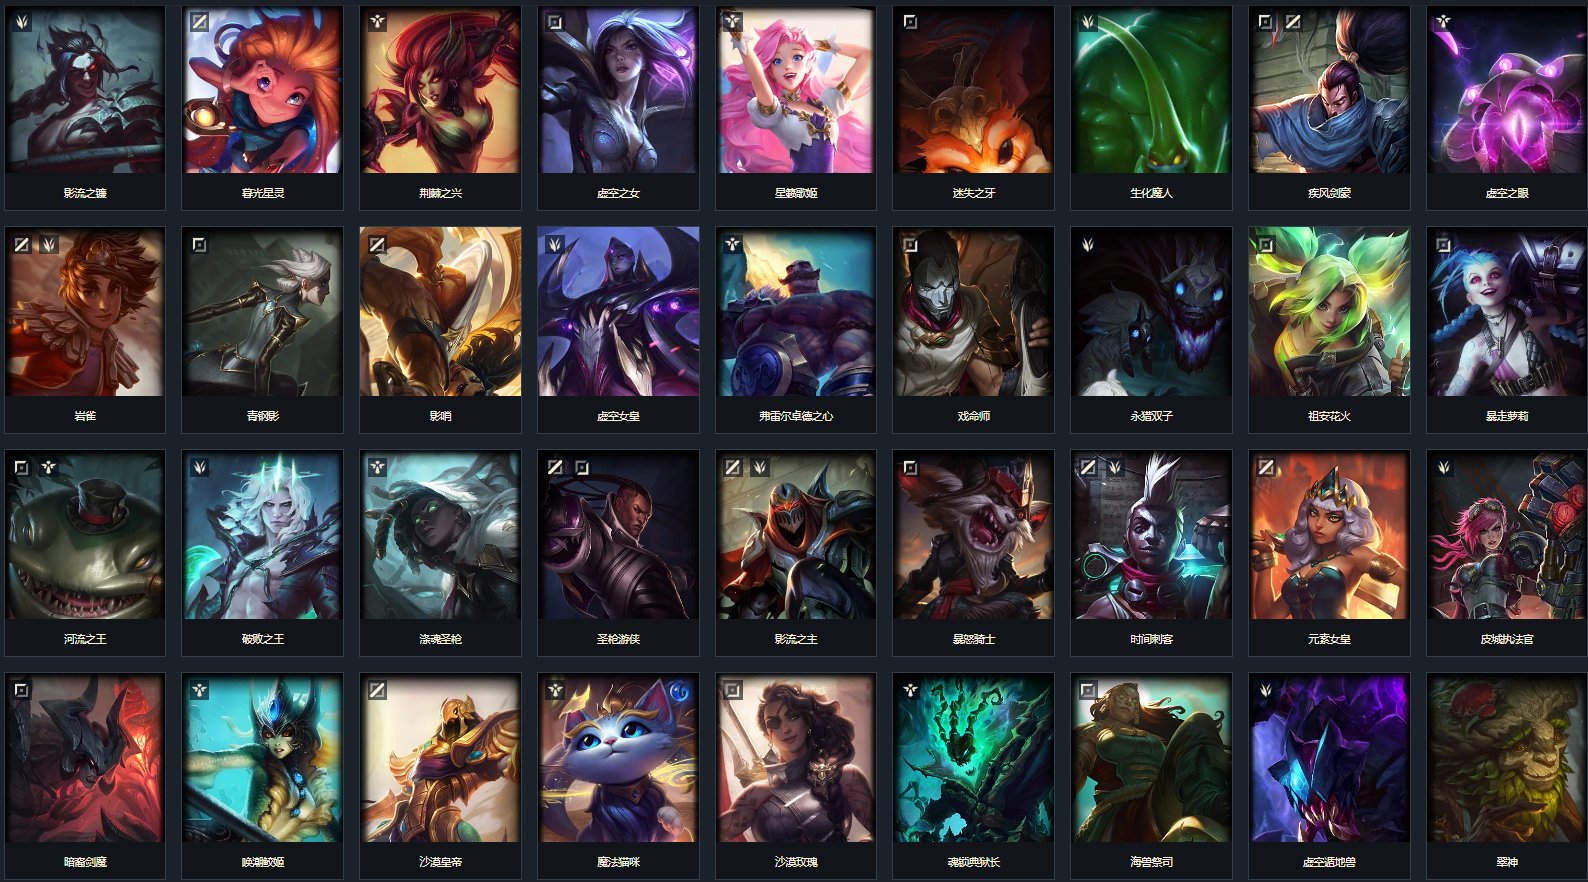 影流之镰
暮光星灵
荆棘之兴
虚空之女
星籁歌姬
迷失之牙
生化魔人
疾风剑豪
虚空之眼
岩雀
青钢影
影哨
虚空女皇
弗雷尔卓德之心
戏命师
永猎双子
祖安花火
暴走萝莉
河流之王
破败之王
涤魂圣枪
圣枪游侠
影流之主
暴怒骑士
时间刺客
元素女皇
皮城执法官
暗裔剑魔
唤潮鲛姬
沙漠皇帝
魔法猫咪
沙漠玫瑰
魂锁典狱长
海兽祭司
虚空遁地兽
翠神